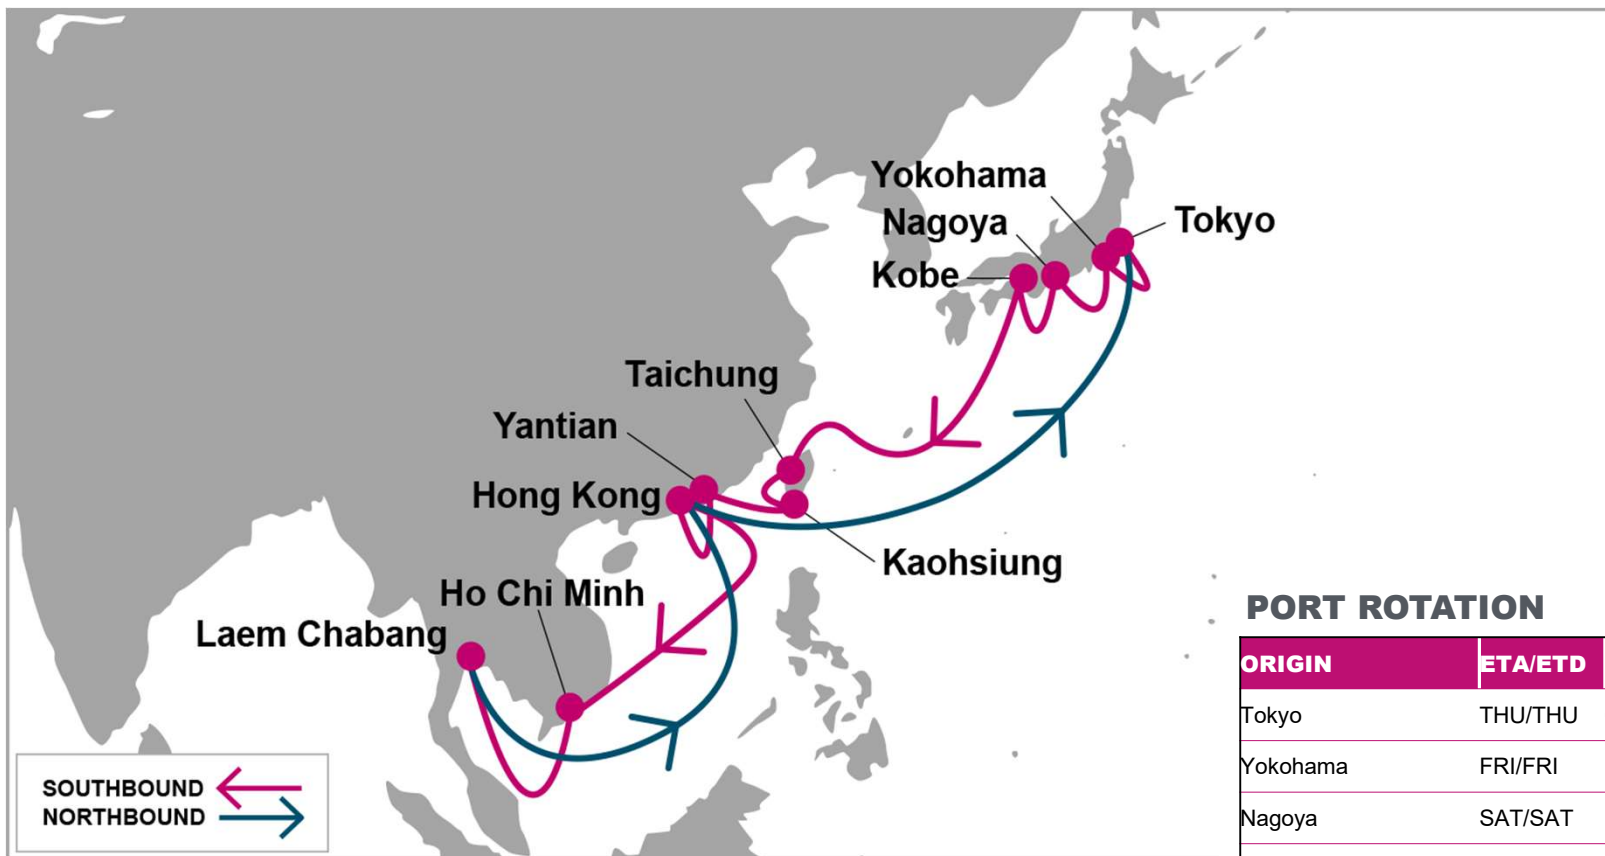 Yokohama
Nagoya
Tokyo
Kobe
Taichung
Yantian
Hong Kong
Kaohsiung
Ho Chi Minh
Laem Chabang
SOUTHBOUND
NORTHBOUND
PORT ROTATION
ORIGIN ETA/ETD
Tokyo THU/THU
Yokohama FRI/FRI
Nagoya SAT/SAT